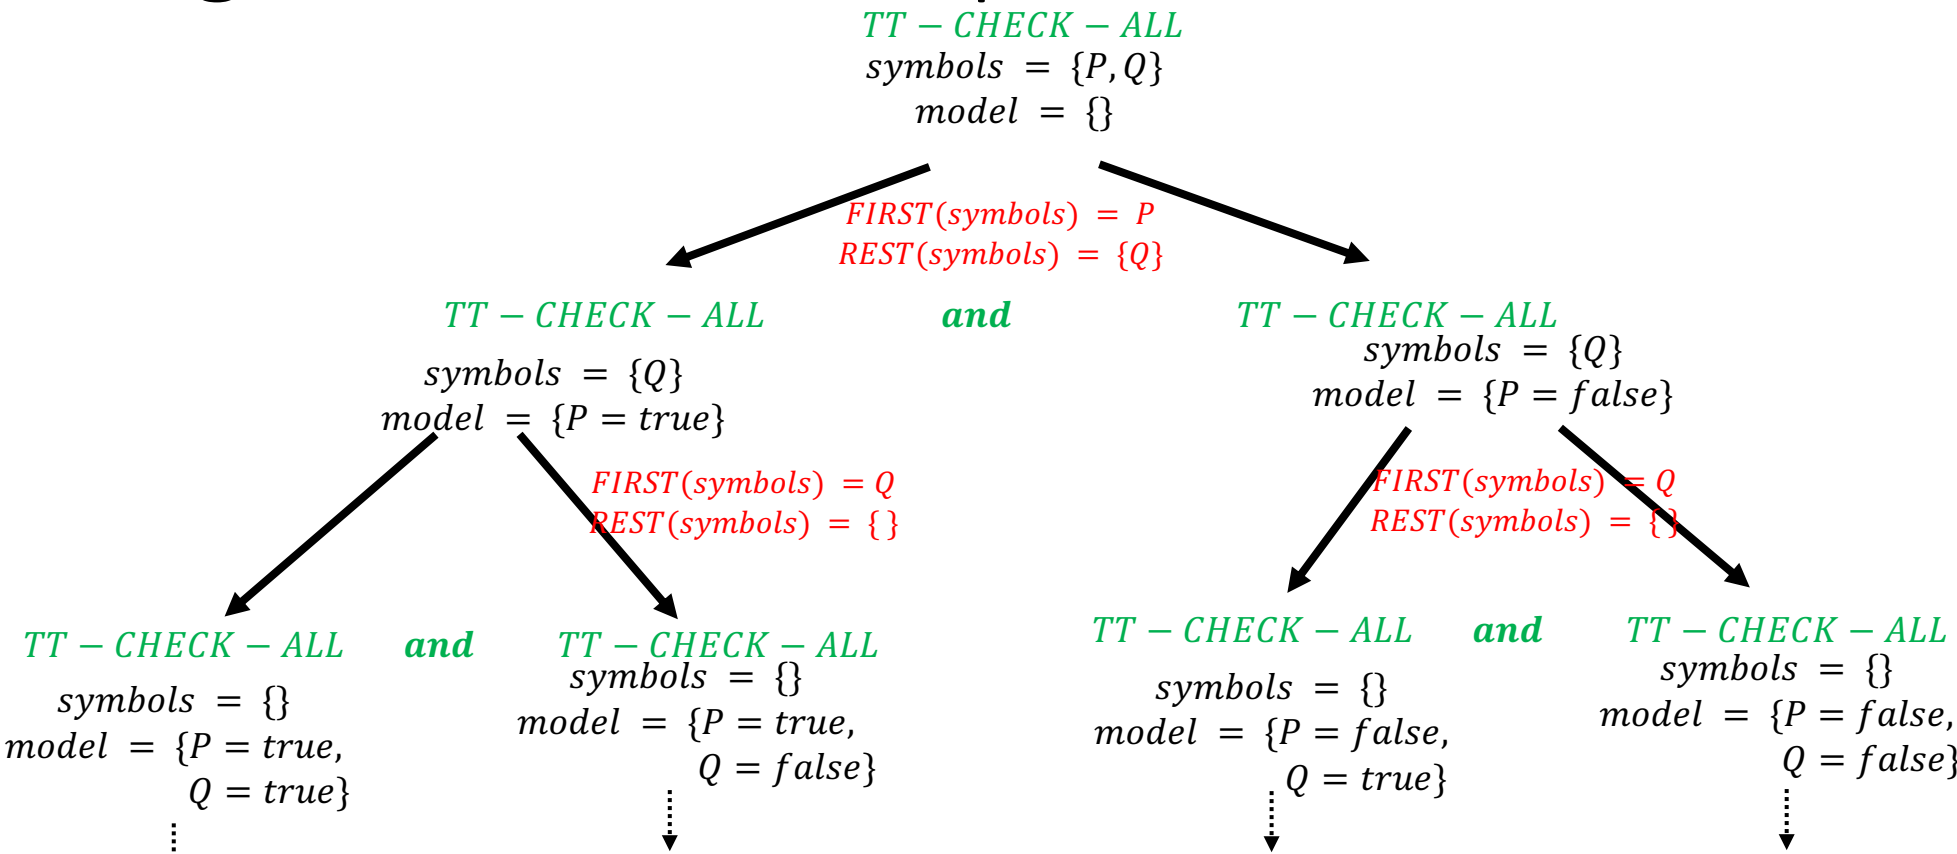 TT − CHECK − ALL
symbols = {P, Q}
model = {}
FIRST(symbols) = P
REST(symbols) = {Q}
TT − CHECK − ALL and TT − CHECK − ALL
symbols = {Q}
model = {P = true}
symbols = {Q}
model = {P = false}
FIRST(symbols) = Q
REST(symbols) = { }
FIRST(symbols) = Q
REST(symbols) = { }
TT − CHECK − ALL and TT − CHECK − ALL
symbols = {}
model = {P = true,
Q = true}
symbols = {}
model = {P = true,
Q = false}
TT − CHECK − ALL and TT − CHECK − ALL
symbols = {}
model = {P = false,
Q = true}
symbols = {}
model = {P = false,
Q = false}